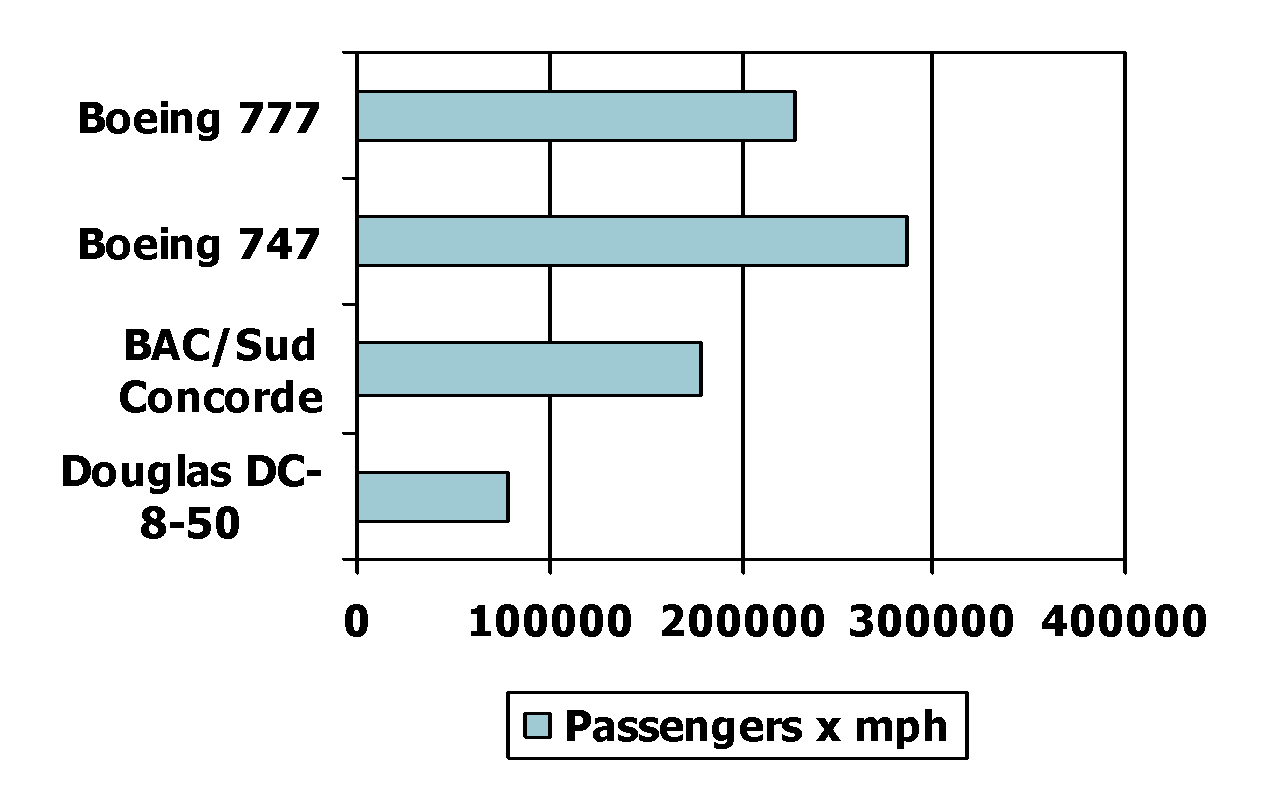 Boeing 777
Boeing 747
BAC/Sud
Concorde
Douglas DC-
8-50
0 100000 200000 300000 400000
Passengers x mph